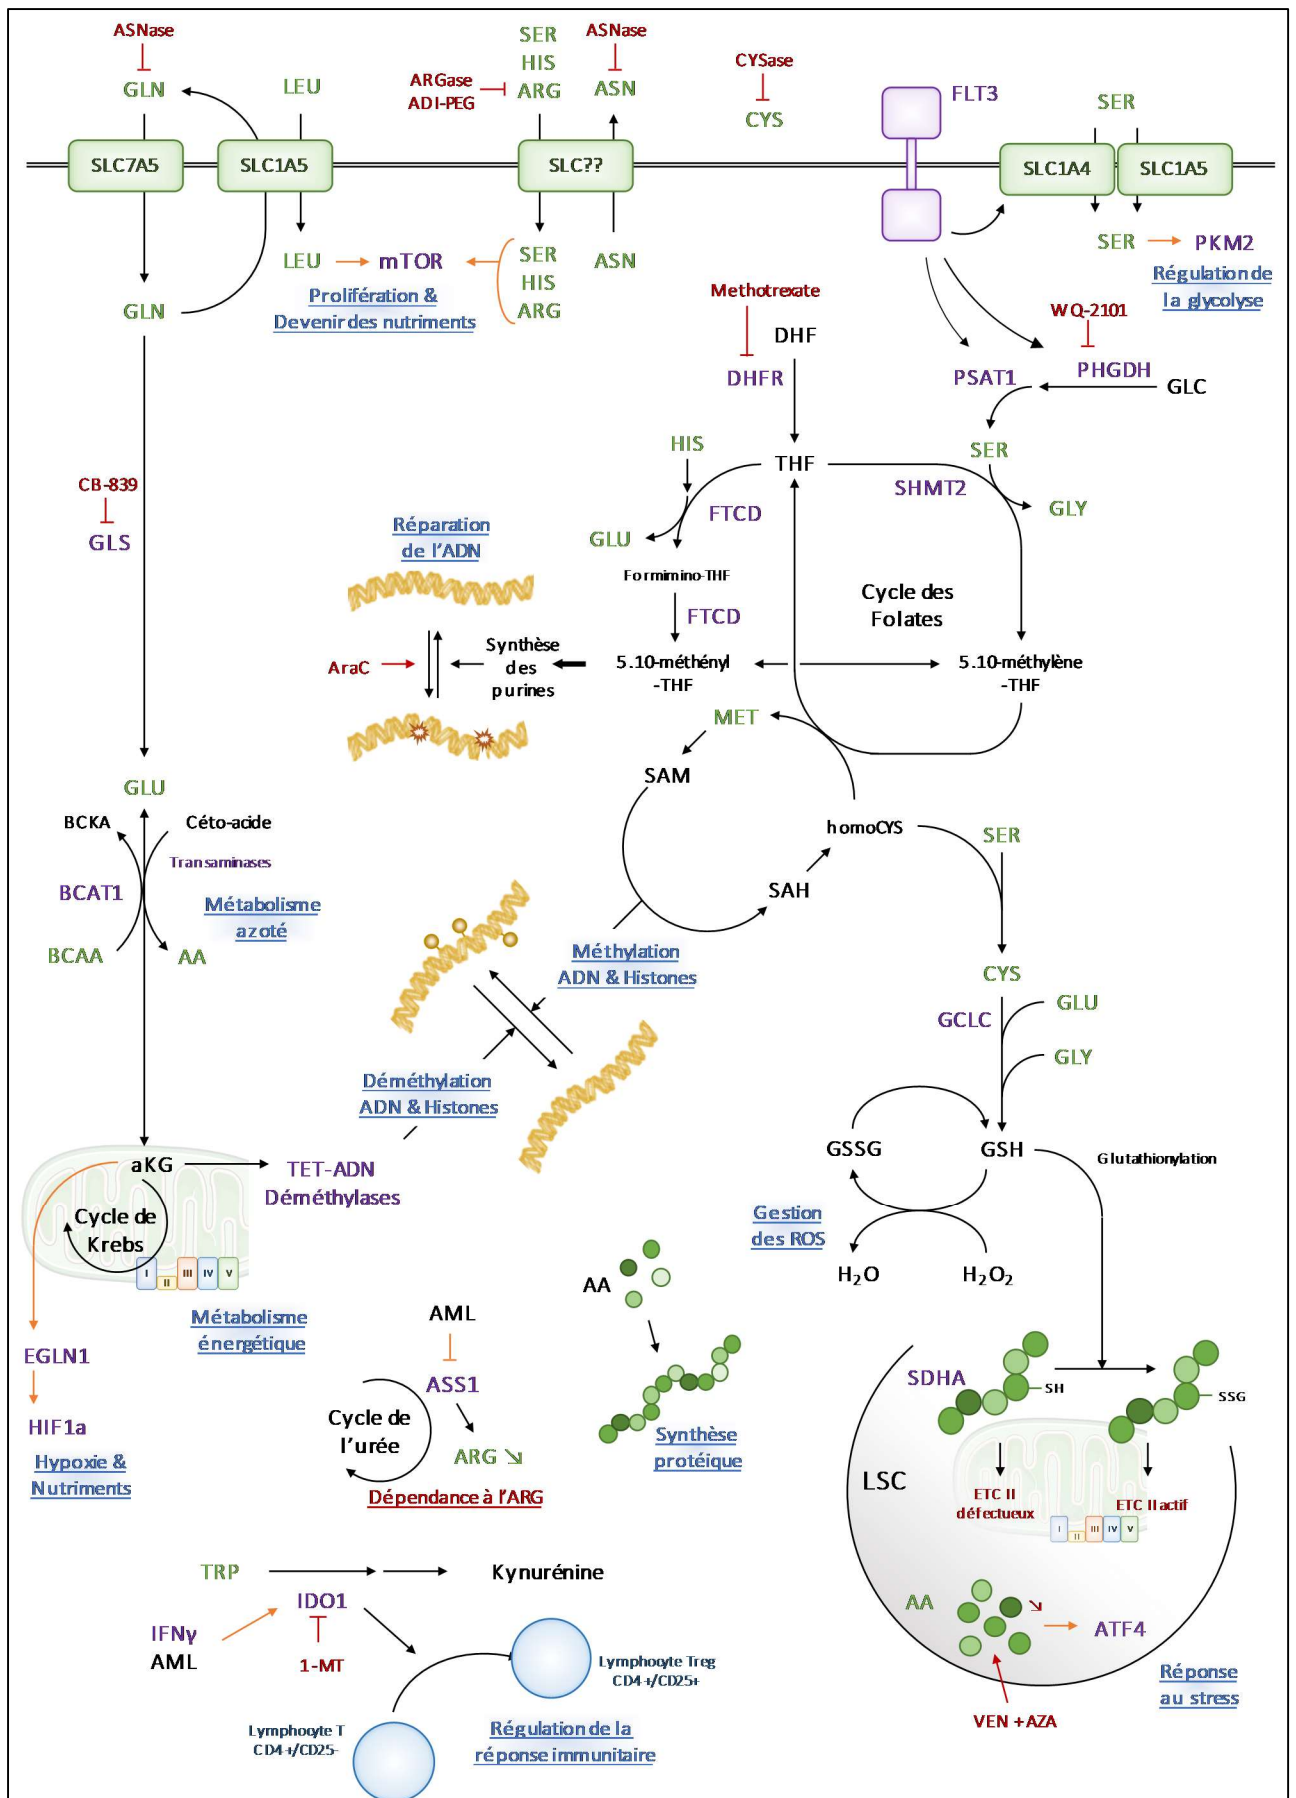 ASNase
GLN
LEU
SLC7A5
SLC1A5
LEU
mTOR
GLN
Prolifération &
Devenir des nutriments
SER
HIS
ARG
ARGase
ADI-PEG
ASNase
ASN
SLC??
SER
HIS
ARG
ASN
CYSase
CYS
FLT3
SER
SLC1A4
SLC1A5
SER
PKM2
Régulation de
la glycolyse
WQ-2101
PHGDH
PSAT1
GLC
SER
GLY
SHMT2
Methotrexate
DHF
DHFR
THF
HIS
FTCD
GLU
Formimino-THF
FTCD
Cycle des
Folates
5.10-méthényl
-THF
5.10-méthylène
-THF
Synthèse
des
purines
Réparation
de l'ADN
AraC
CB-839
GLS
GLU
BCKA
Céto-acide
Transaminases
BCAT1
Métabolisme
azoté
BCAA
AA
MET
SAM
homoCYS
SAH
Méthylation
ADN & Histones
Déméthylation
ADN & Histones
SER
CYS
GCLC
GLU
GLY
GSSG
GSH
Glutathionylation
Gestion
des ROS
H2O
H2O2
aKG
TET-ADN
Déméthylases
Cycle de
Krebs
I
II
III
IV
V
Métabolisme
énergétique
EGLN1
HIF1a
Hypoxie &
Nutriments
AML
ASS1
Cycle de
l'urée
ARG ↘
Dépendance à l'ARG
AA
Synthèse
protéique
SDHA
SH
SSG
LSC
ETC II
défectueux
ETC II actif
I
II
III
IV
V
AA
↘
ATF4
VEN + AZA
Réponse
au stress
TRP
Kynurénine
IDO1
IFNγ
AML
1-MT
Lymphocyte Treg
CD4+/CD25+
Lymphocyte T
CD4+/CD25-
Régulation de la
réponse immunitaire